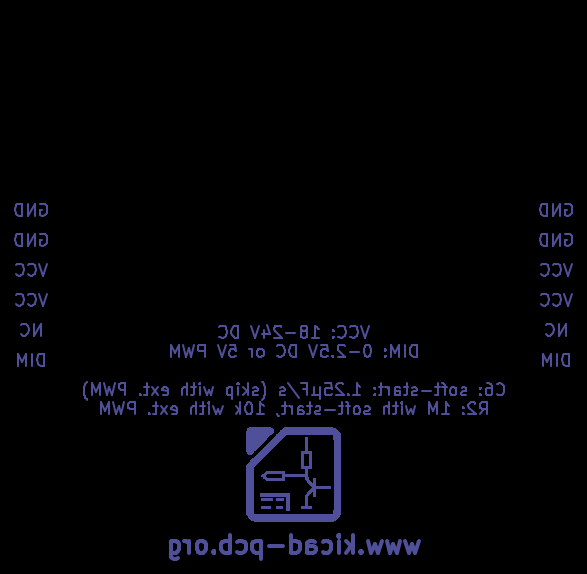 GND GND
GND GND
VCC VCC
VCC VCC
VCC: 18-24V DC
NC NC
DIM: 0-2.5V DC or 5V PWM
DIM DIM
C6: soft-start: 1.25µF/s (skip with ext. PWM)
R2: 1M with soft-start, 10k with ext. PWM
www.kicad-pcb.org